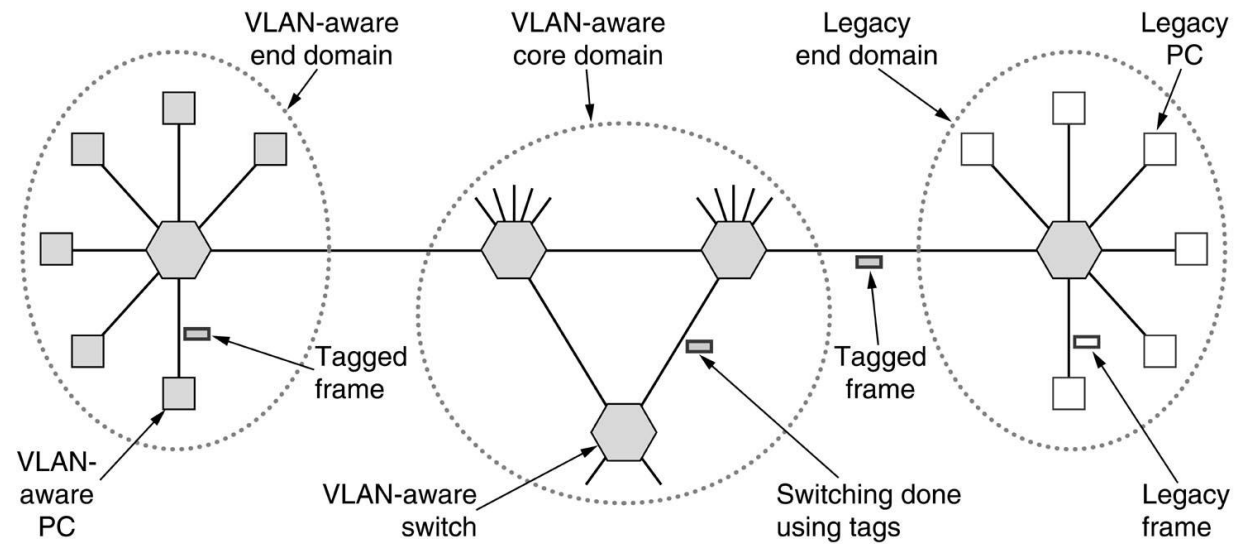 VLAN-aware
end domain
VLAN-aware
core domain
Legacy
end domain
Legacy
PC
Tagged
frame
Tagged
frame
VLAN-
aware
PC
VLAN-aware
switch
Switching done
using tags
Legacy
frame